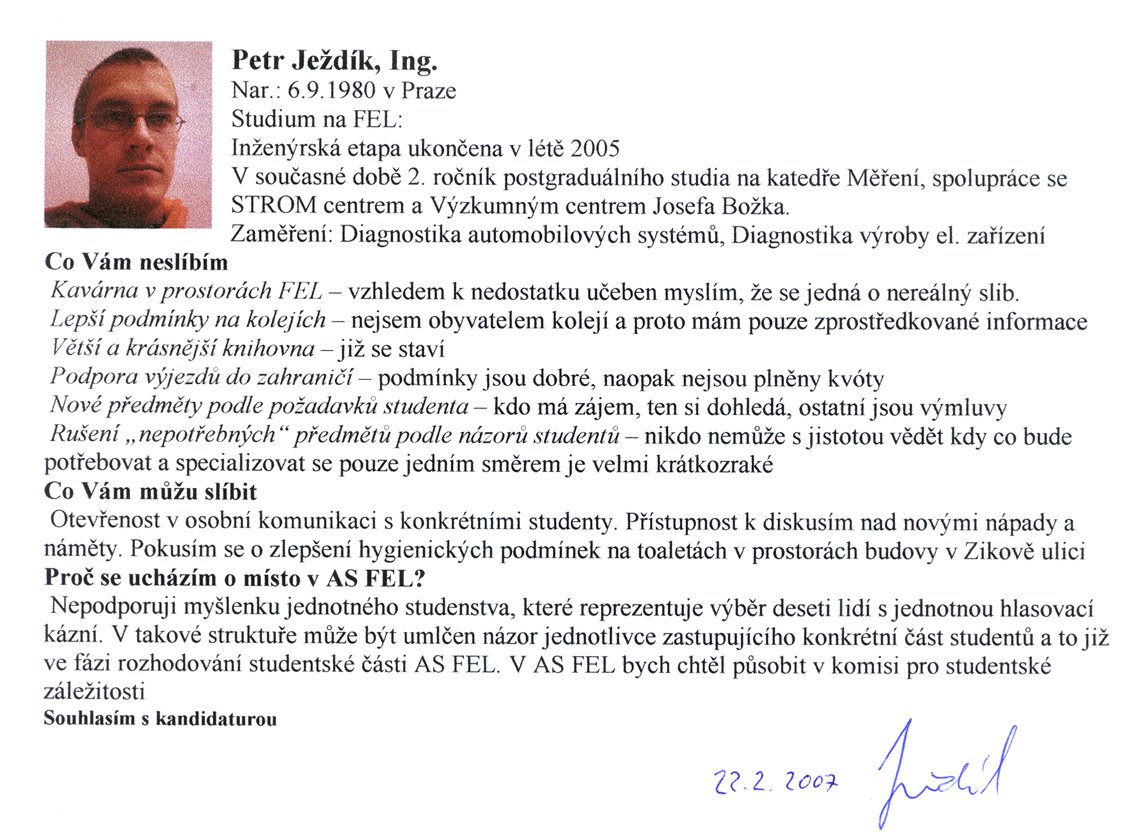 Petr Ježdík, Ing.
Nar.: 6.9.1980 v Praze
Studium na FEL:
Inženýrská etapa ukončena v létě 2005
V současné době 2. ročník postgraduálního studia na katedře Měření, spolupráce se
STROM centrem a Výzkumným centrem Josefa Božka.
Zaměření: Diagnostika automobilových systémů, Diagnostika výroby el. zařízení
Co Vám neslíbím
Kavárna v prostorách FEL – vzhledem k nedostatku učeben myslím, že se jedná o nereálný slib.
Lepší podmínky na kolejích – nejsem obyvatelem kolejí a proto mám pouze zprostředkované informace
Větší a krásnější knihovna – již se staví
Podpora výjezdů do zahraničí – podmínky jsou dobré, naopak nejsou plněny kvóty
Nové předměty podle požadavků studenta – kdo má zájem, ten si dohledá, ostatní jsou výmluvy
Rušení „nepotřebných“ předmětů podle názorů studentů – nikdo nemůže s jistotou vědět kdy co bude
potřebovat a specializovat se pouze jedním směrem je velmi krátkozraké
Co Vám můžu slíbit
Otevřenost v osobní komunikaci s konkrétními studenty. Přístupnost k diskusím nad novými nápady a
náměty. Pokusím se o zlepšení hygienických podmínek na toaletách v prostorách budovy v Zikově ulici
Proč se ucházím o místo v AS FEL?
Nepodporuji myšlenku jednotného studenstva, které reprezentuje výběr deseti lidí s jednotnou hlasovací
kázní. V takové struktuře může být umlčen názor jednotlivce zastupujícího konkrétní část studentů a to již
ve fázi rozhodování studentské části AS FEL. V AS FEL bych chtěl působit v komisi pro studentské
záležitosti
Souhlasím s kandidaturou
22.2.2007 Ježdík